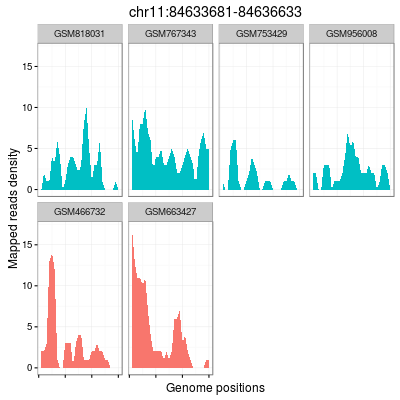 chr11:84633681-84636633
GSM818031 GSM767343 GSM753429 GSM956008
15
10
5
0
GSM466732 GSM663427
15
10
5
0
Mapped reads density
Genome positions